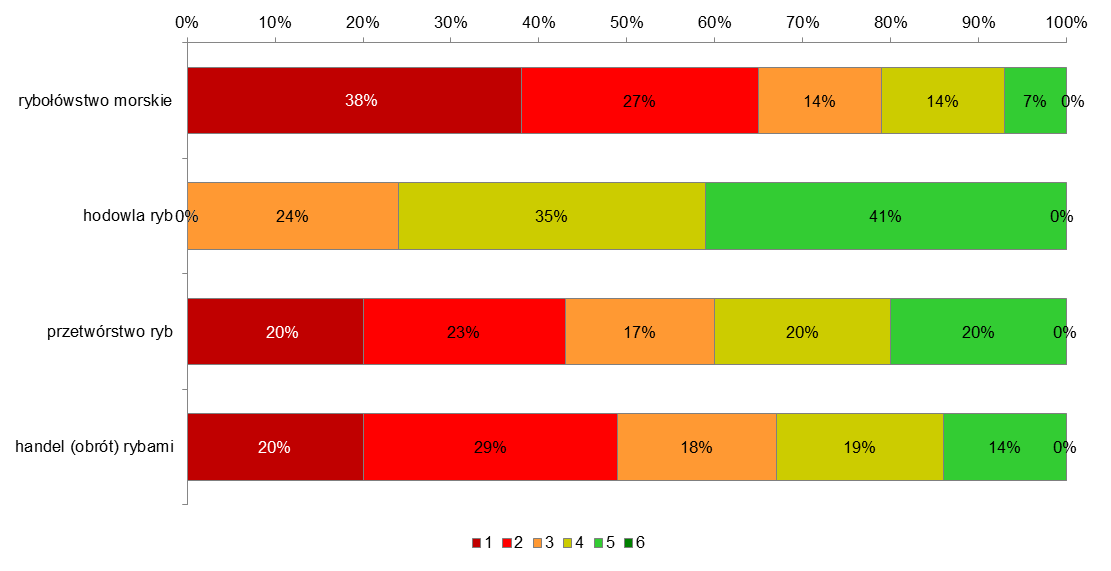 0% 10% 20% 30% 40% 50% 60% 70% 80% 90% 100%
rybołówstwo morskie 38% 27% 14% 14% 7% 0%
hodowla ryb 0% 24% 35% 41% 0%
przetwórstwo ryb 20% 23% 17% 20% 20% 0%
handel (obrót) rybami 20% 29% 18% 19% 14% 0%
1 2 3 4 5 6